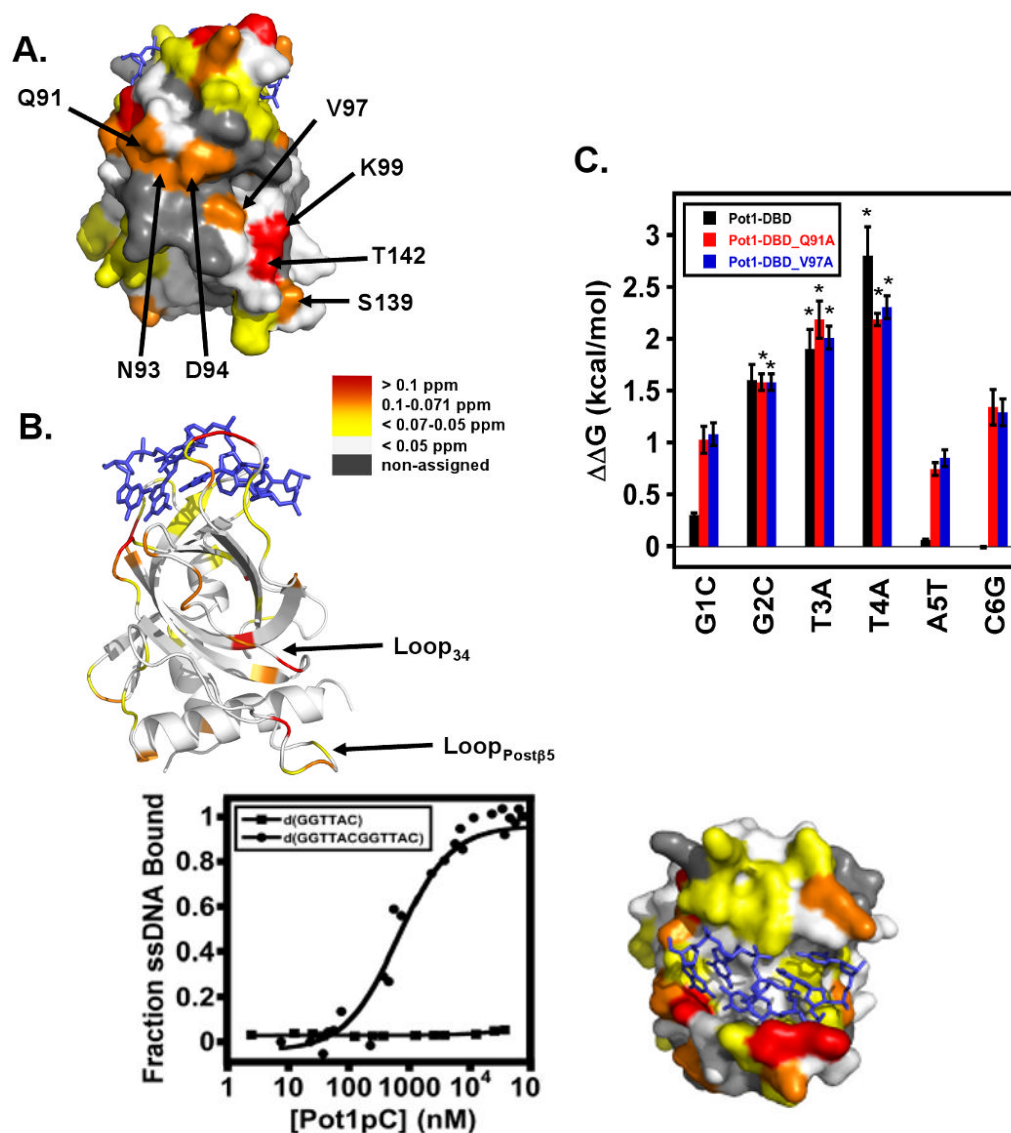 A.
Q91
V97
K99
T142
S139
N93 D94
> 0.1 ppm
0.1-0.071 ppm
< 0.07-0.05 ppm
< 0.05 ppm
non-assigned
B.
Loop34
LoopPostβ5
C.
ΔΔG (kcal/mol)
3
2.5
2
1.5
1
0.5
0
Pot1-DBD
Pot1-DBD_Q91A
Pot1-DBD_V97A
* * * * * * * *
G1C G2C T3A T4A A5T C6G
Fraction ssDNA Bound
1
0.8
0.6
0.4
0.2
0
d(GGTTAC)
d(GGTTACGGTTAC)
1 10 100 1000 10⁴ 10
[Pot1pC] (nM)